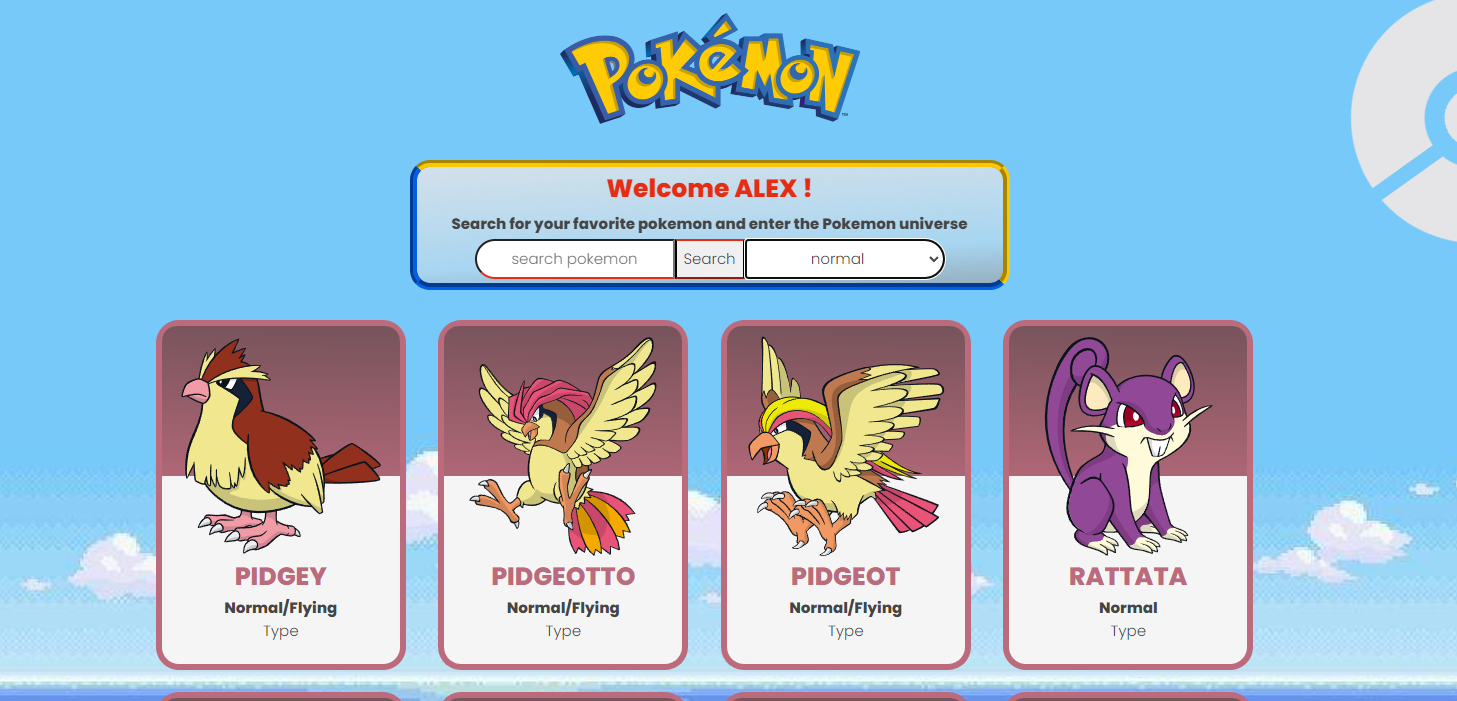 POKéMON
™
Welcome ALEX !
Search for your favorite pokemon and enter the Pokemon universe
search pokemon Search normal
PIDGEY PIDGEOTTO PIDGEOT RATTATA
Normal/Flying Normal/Flying Normal/Flying Normal
Type Type Type Type